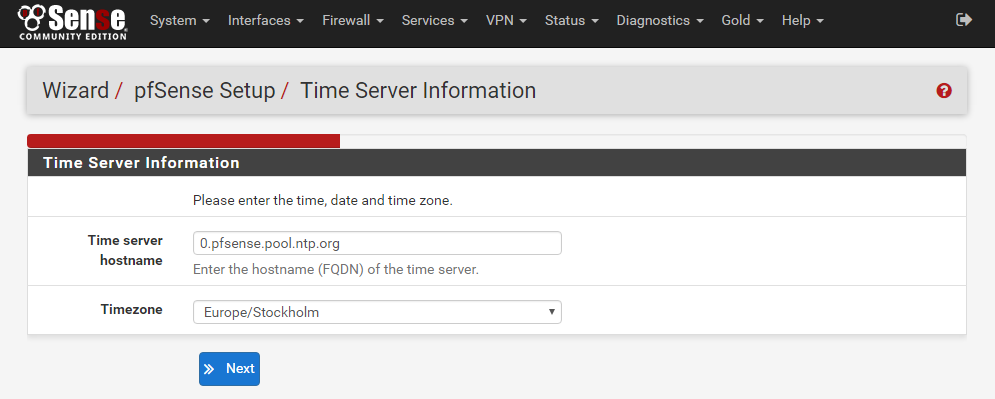 Sense
COMMUNITY EDITION
System Interfaces Firewall Services VPN Status Diagnostics Gold Help
Wizard / pfSense Setup / Time Server Information
Time Server Information
Please enter the time, date and time zone.
Time server hostname
0.pfsense.pool.ntp.org
Enter the hostname (FQDN) of the time server.
Timezone
Europe/Stockholm
Next